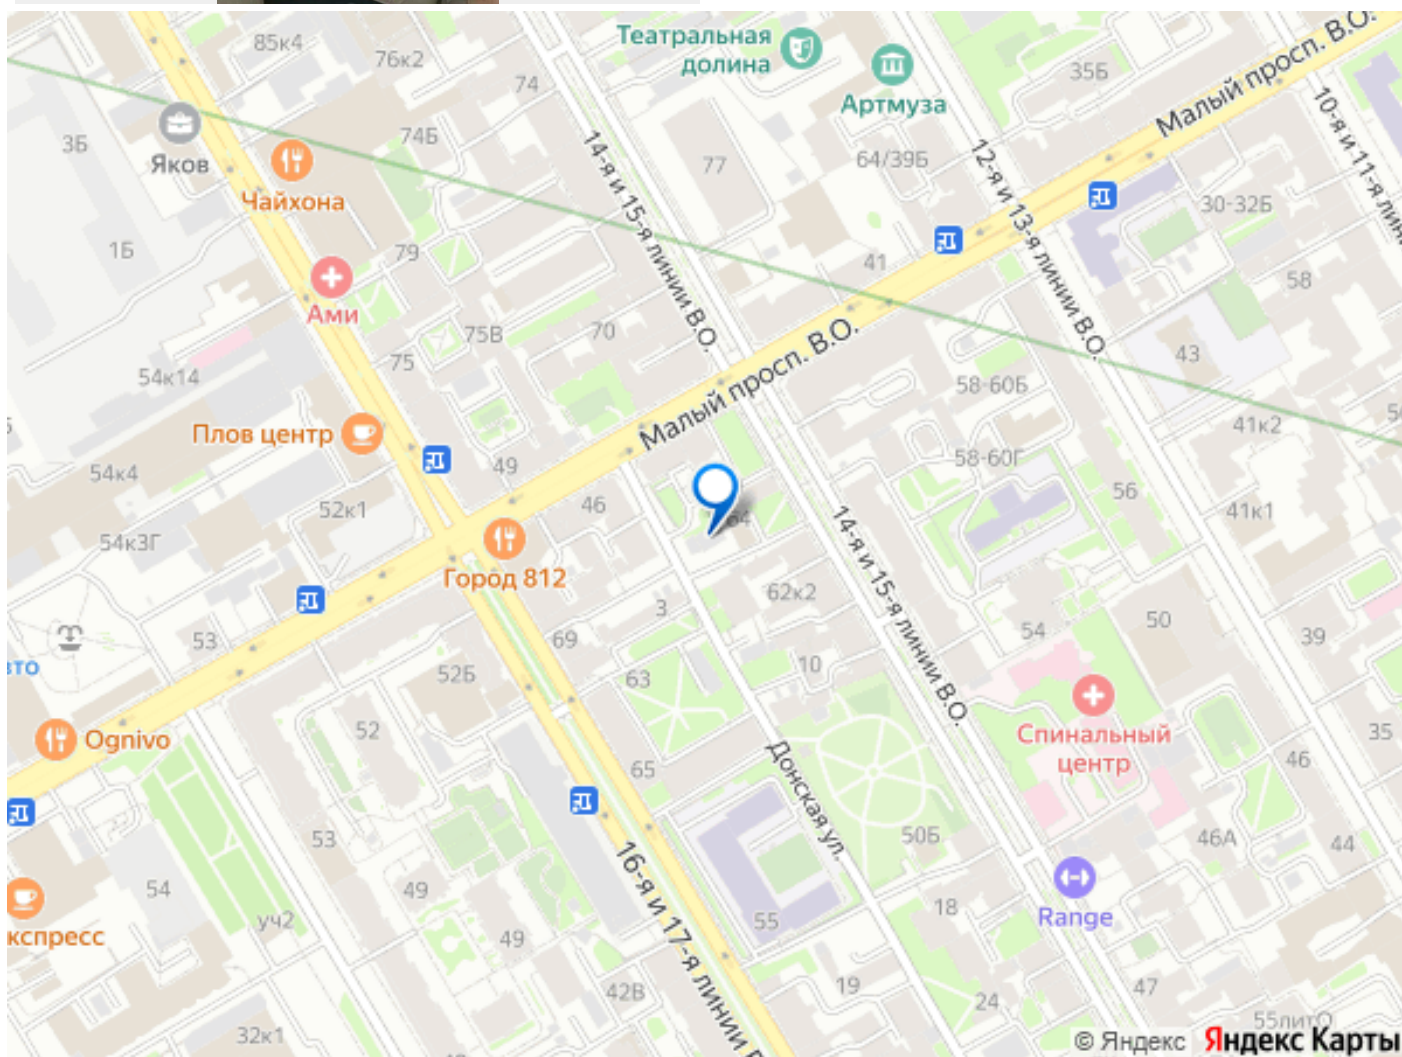 85к4
76к2
74
Театральная
долина
Артмуза
35Б
Малый просп. В.О.
10-я и 11-я лин
3Б
Яков
74Б
Чайхона
14-я и 15-я линии В.О.
77
64/39Б
12-я и 13-я линии В.О.
30-32Б
1Б
79
41
58
Ами
75В
70
75
54к14
Малый просп. В.О.
58-60Б
43
Плов центр
41к2
54к4
49
58-60Г
56
52к1
46
64
41к1
54к3Г
Город 812
14-я и 15-я линии В.О.
62к2
3
53
69
54
50
39
52Б
63
10
Ognivo
52
Спинальный
центр
35
46
65
Донская ул.
53
50Б
46А
44
16-я и 17-я линии
54
49
Range
уч2
кспресс
49
55
18
42В
19
24
47
32к1
55литО
© Яндекс
Яндекс Карты